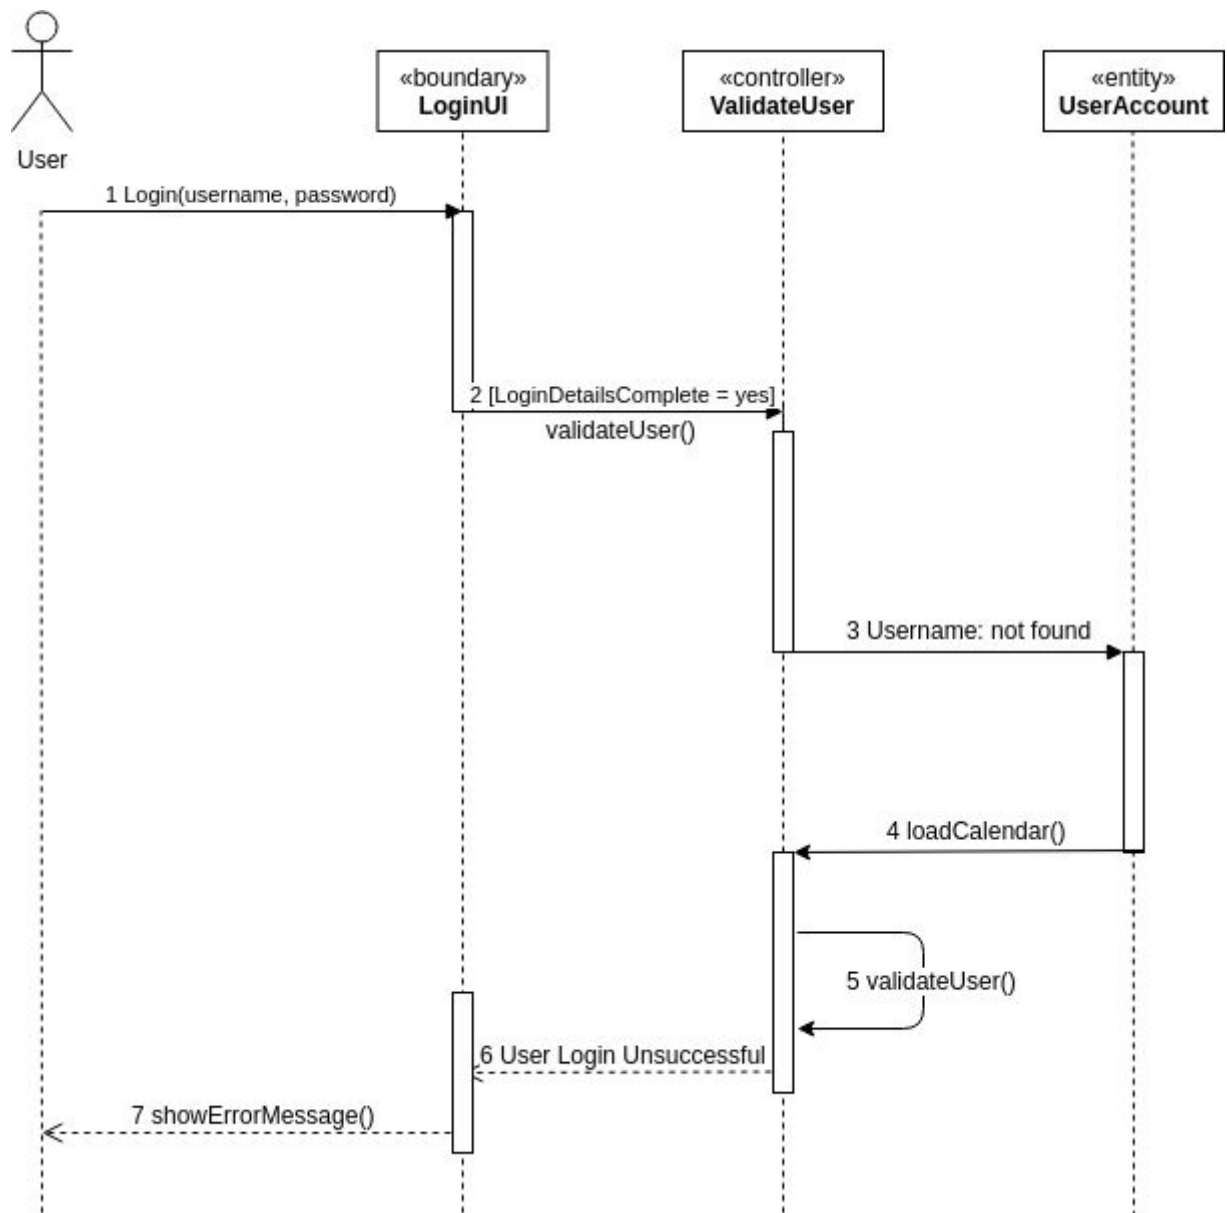 «boundary»
LoginUI
«controller»
ValidateUser
«entity»
UserAccount
User
1 Login(username, password)
2 [LoginDetailsComplete = yes]
validateUser()
3 Username: not found
4 loadCalendar()
5 validateUser()
6 User Login Unsuccessful
7 showErrorMessage()